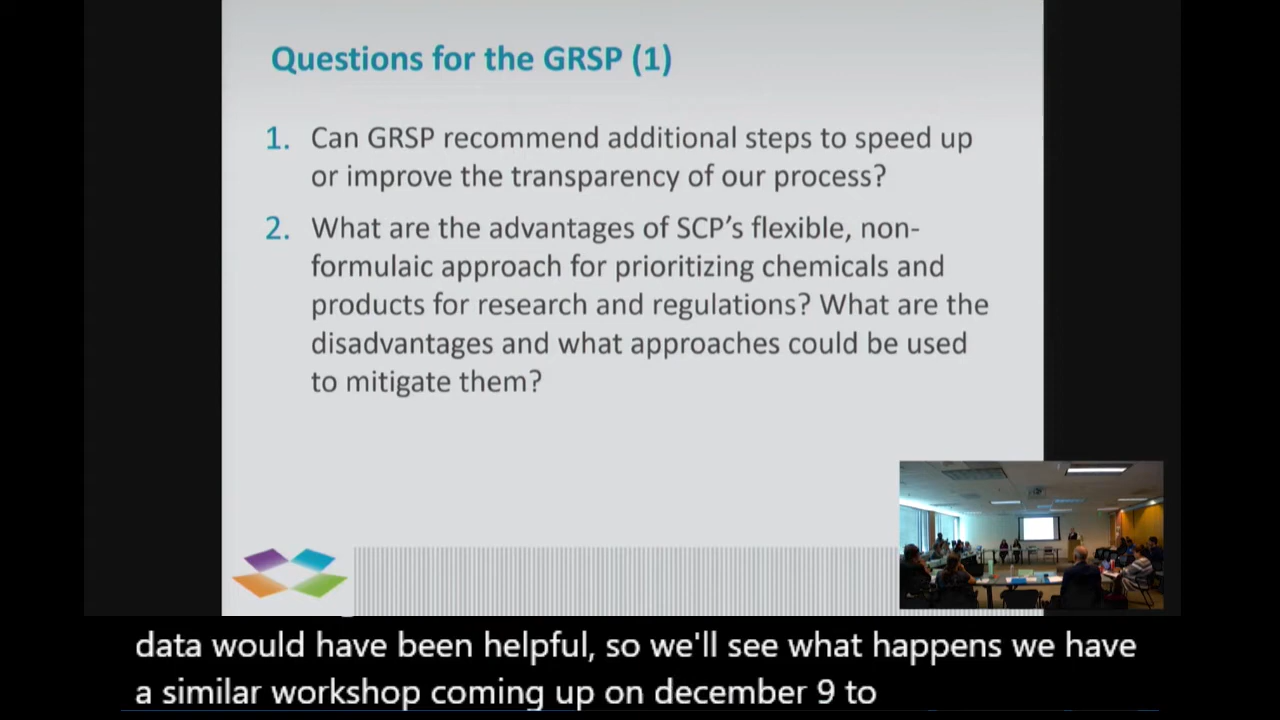 Questions for the GRSP (1)
1. Can GRSP recommend additional steps to speed up
or improve the transparency of our process?
2. What are the advantages of SCP’s flexible, non-
formulaic approach for prioritizing chemicals and
products for research and regulations? What are the
disadvantages and what approaches could be used
to mitigate them?
data would have been helpful, so we'll see what happens we have
a similar workshop coming up on december 9 to